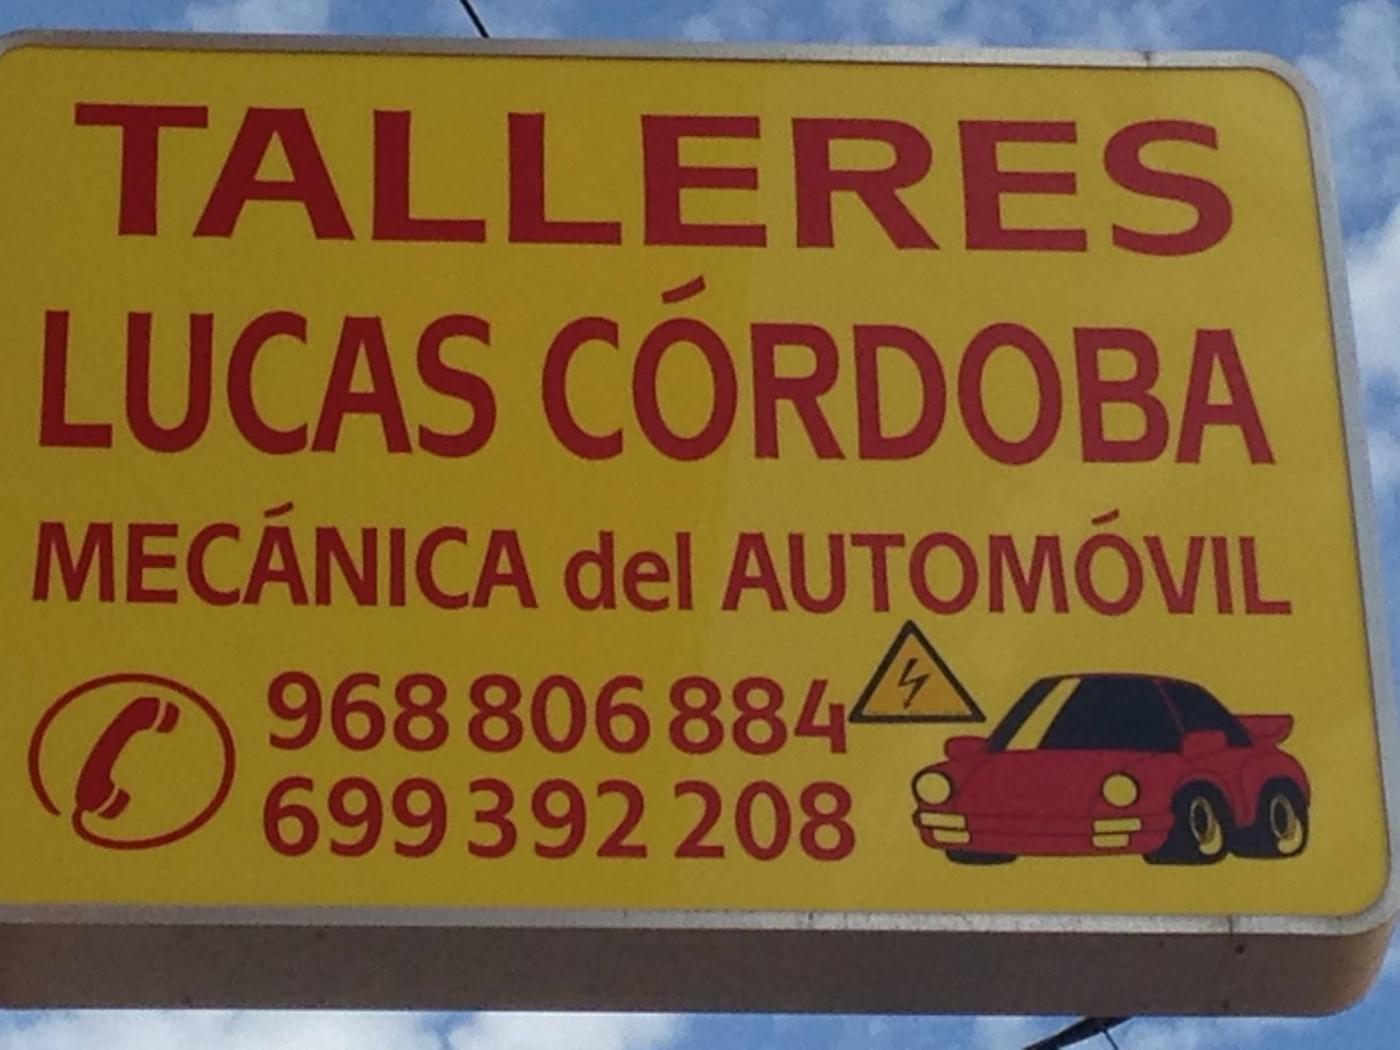 TALLERES
LUCAS CÓRDOBA
MECÁNICA del AUTOMÓVIL
968 806 884
699 392 208